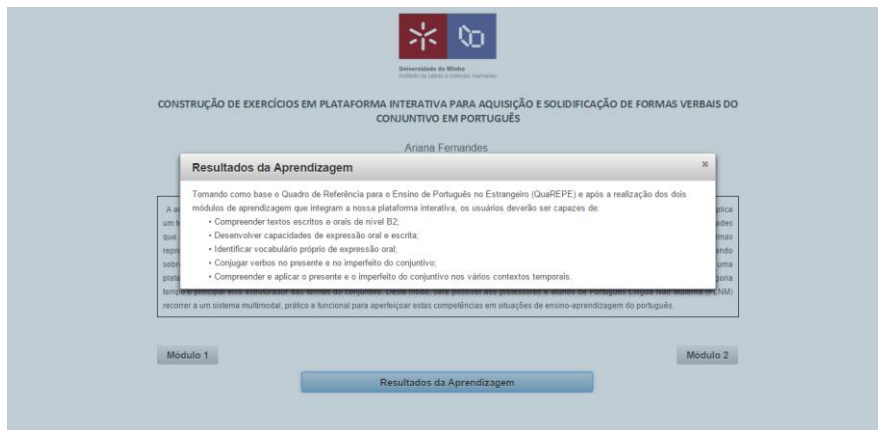 Universidade do Minho
Instituto de Letras e Ciências Humanas
CONSTRUÇÃO DE EXERCÍCIOS EM PLATAFORMA INTERATIVA PARA AQUISIÇÃO E SOLIDIFICAÇÃO DE FORMAS VERBAIS DO
CONJUNTIVO EM PORTUGUÊS
Ariana Fernandes
Resultados da Aprendizagem
Tomando como base o Quadro de Referência para o Ensino de Português no Estrangeiro (QuaREPE) e após a realização dos dois
módulos de aprendizagem que integram a nossa plataforma interativa, os usuários deverão ser capazes de:
• Compreender textos escritos e orais de nível B2;
• Desenvolver capacidades de expressão oral e escrita;
• Identificar vocabulário próprio de expressão oral;
• Conjugar verbos no presente e no imperfeito do conjuntivo;
• Compreender e aplicar o presente e o imperfeito do conjuntivo nos vários contextos temporais.
recorrer a um sistema multimodal, prático e funcional para aperfeiçoar estas competências em situações de ensino-aprendizagem do português.
Módulo 1
Módulo 2
Resultados da Aprendizagem